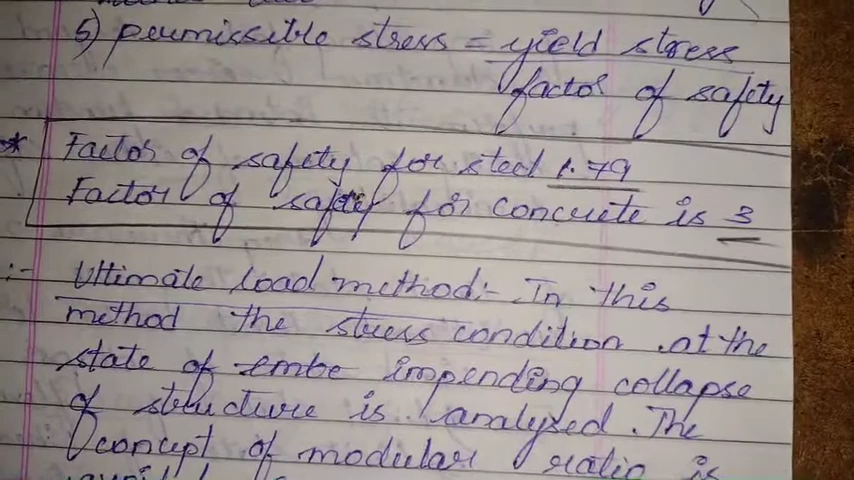 5) permissible stress = yield stress
factor of safety
* Factor of safety for steel 1.79
Factor of safety for concrete is 3
:- Ultimate load method:- In this
method the stress condition at the
state of embe impending collapse
of structure is analysed. The
concept of modular ratio is